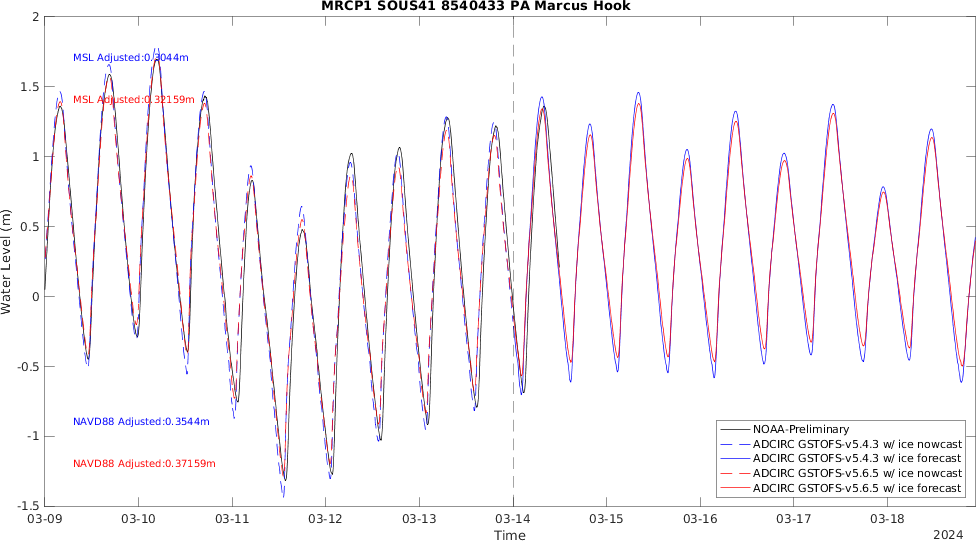 MRCP1 SOUS41 8540433 PA Marcus Hook
2
1.5
1
0.5
0
-0.5
-1
-1.5
Water Level (m)
MSL Adjusted:0.3044m
MSL Adjusted:0.32159m
NAVD88 Adjusted:0.3544m
NAVD88 Adjusted:0.37159m
NOAA-Preliminary
ADCIRC GSTOFS-v5.4.3 w/ ice nowcast
ADCIRC GSTOFS-v5.4.3 w/ ice forecast
ADCIRC GSTOFS-v5.6.5 w/ ice nowcast
ADCIRC GSTOFS-v5.6.5 w/ ice forecast
03-09 03-10 03-11 03-12 03-13 03-14 03-15 03-16 03-17 03-18
Time
2024